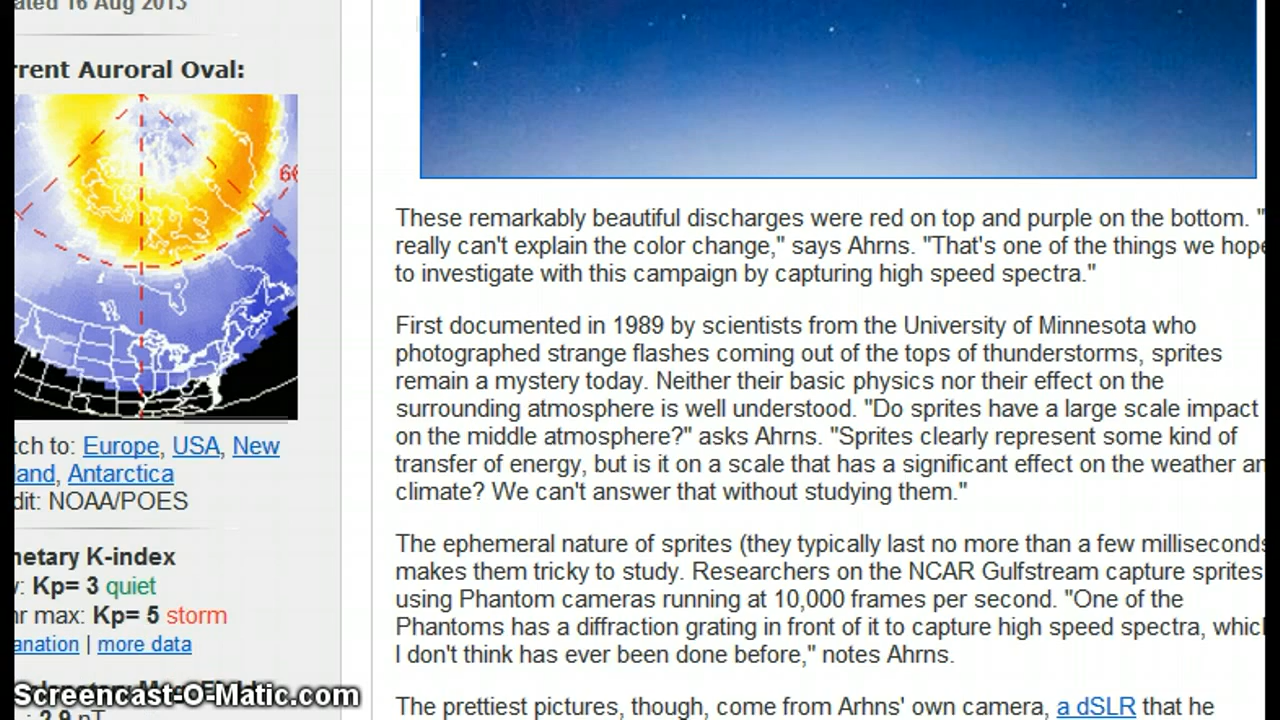 ated 16 Aug 2013
rrent Auroral Oval:
60
tch to: Europe, USA, New
land, Antarctica
dit: NOAA/POES
netary K-index
v: Kp= 3 quiet
hr max: Kp= 5 storm
anation | more data
Screencast-O-Matic.com
: 2.9 nT
These remarkably beautiful discharges were red on top and purple on the bottom. "
really can't explain the color change," says Ahrns. "That's one of the things we hope
to investigate with this campaign by capturing high speed spectra."
First documented in 1989 by scientists from the University of Minnesota who
photographed strange flashes coming out of the tops of thunderstorms, sprites
remain a mystery today. Neither their basic physics nor their effect on the
surrounding atmosphere is well understood. "Do sprites have a large scale impact
on the middle atmosphere?" asks Ahrns. "Sprites clearly represent some kind of
transfer of energy, but is it on a scale that has a significant effect on the weather an
climate? We can't answer that without studying them."
The ephemeral nature of sprites (they typically last no more than a few milliseconds
makes them tricky to study. Researchers on the NCAR Gulfstream capture sprites
using Phantom cameras running at 10,000 frames per second. "One of the
Phantoms has a diffraction grating in front of it to capture high speed spectra, which
I don't think has ever been done before," notes Ahrns.
The prettiest pictures, though, come from Arhns' own camera, a dSLR that he